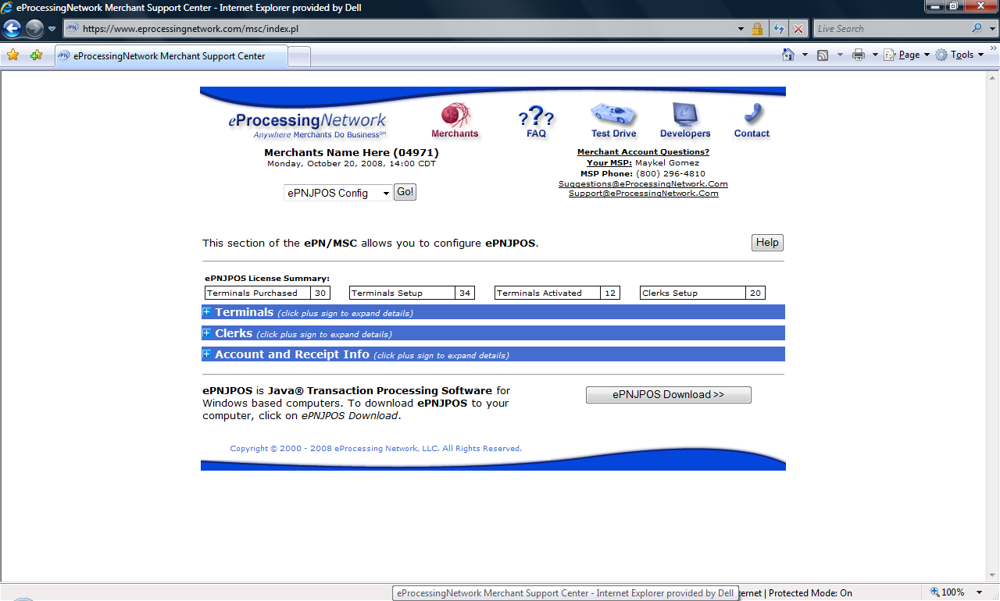 eProcessingNetwork Merchant Support Center - Internet Explorer provided by Dell
https://www.eprocessingnetwork.com/msc/index.pl
Live Search
eProcessingNetwork Merchant Support Center
Page
Tools
eProcessingNetwork
Anywhere Merchants Do Business℠
Merchants
???
FAQ
Test Drive
Developers
Contact
Merchants Name Here (04971)
Monday, October 20, 2008, 14:00 CDT
Merchant Account Questions?
Your MSP: Maykel Gomez
MSP Phone: (800) 296-4810
Suggestions@eProcessingNetwork.Com
Support@eProcessingNetwork.Com
ePNJPOS Config Go!
This section of the ePN/MSC allows you to configure ePNJPOS.
Help
ePNJPOS License Summary:
Terminals Purchased 30 Terminals Setup 34 Terminals Activated 12 Clerks Setup 20
Terminals (click plus sign to expand details)
Clerks (click plus sign to expand details)
Account and Receipt Info (click plus sign to expand details)
ePNJPOS is Java® Transaction Processing Software for
Windows based computers. To download ePNJPOS to your
computer, click on ePNJPOS Download.
ePNJPOS Download >>
Copyright © 2000 - 2008 eProcessing Network, LLC. All Rights Reserved.
eProcessingNetwork Merchant Support Center - Internet Explorer provided by Dell
| Protected Mode: On
100%